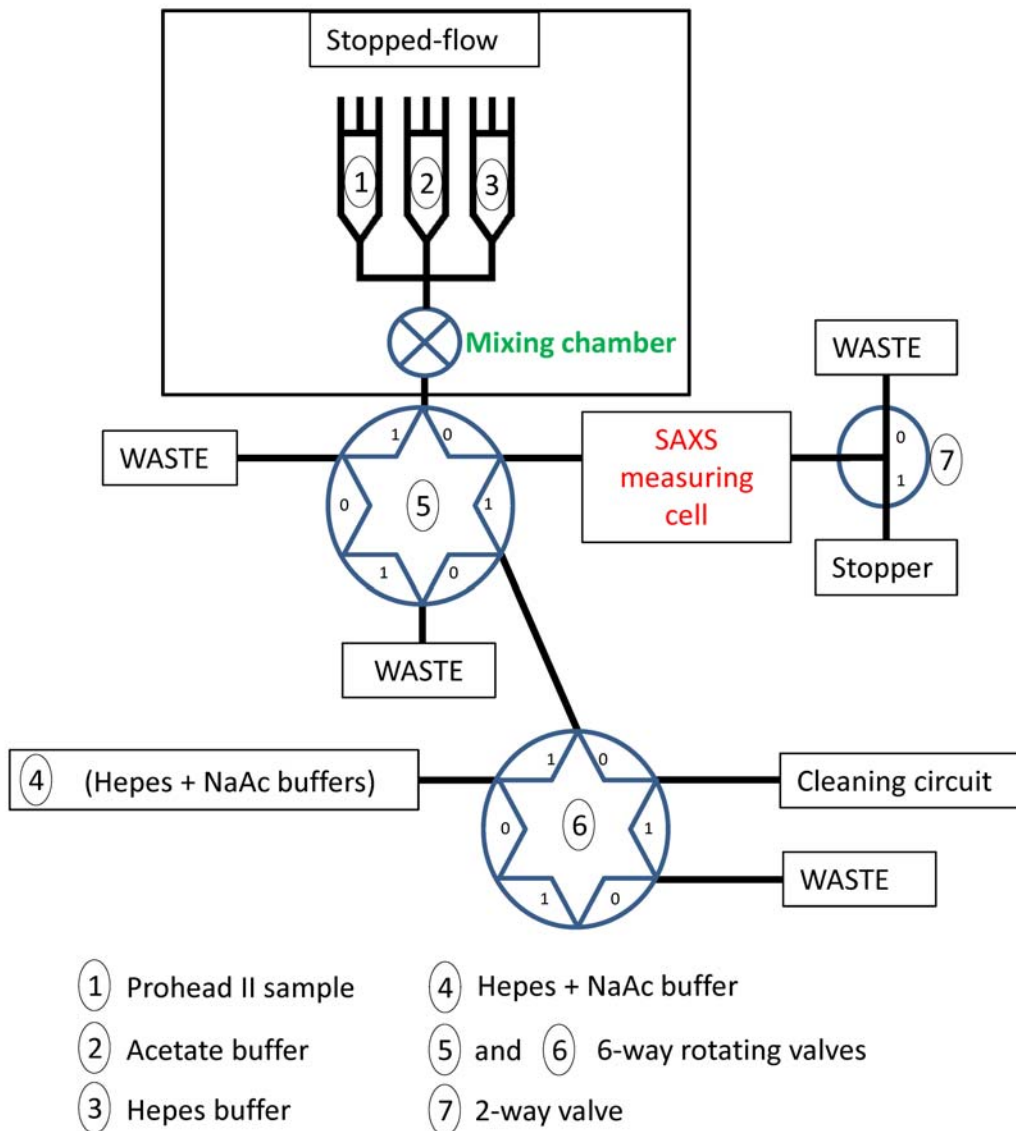 Stopped-flow
1 2 3
Mixing chamber
WASTE
WASTE
1 0
0 1
1 0
5
SAXS
measuring
cell
0
1
7
Stopper
WASTE
4 (Hepes + NaAc buffers)
1 0
0 1
1 0
6
Cleaning circuit
WASTE
1 Prohead II sample
2 Acetate buffer
3 Hepes buffer
4 Hepes + NaAc buffer
5 and 6 6-way rotating valves
7 2-way valve